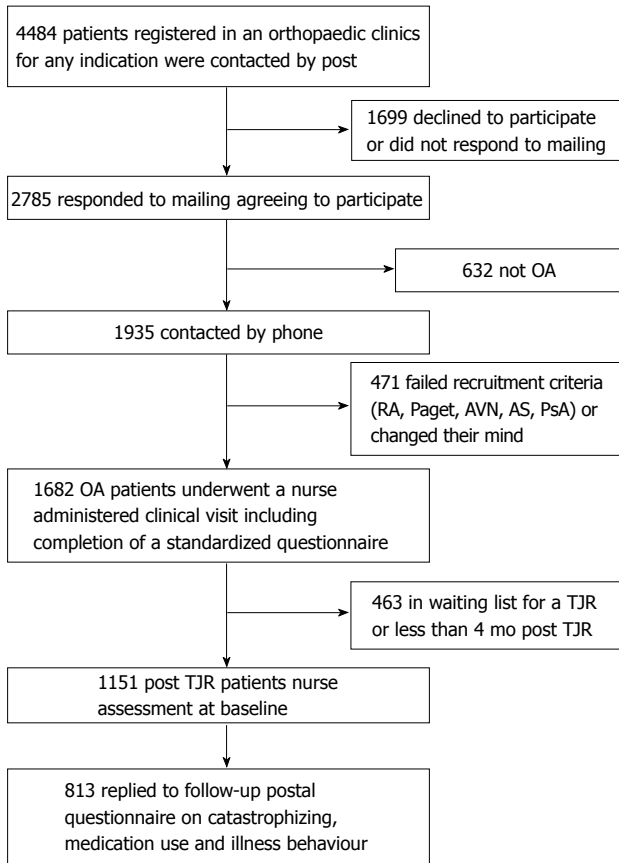 4484 patients registered in an orthopaedic clinics
for any indication were contacted by post
1699 declined to participate
or did not respond to mailing
2785 responded to mailing agreeing to participate
632 not OA
1935 contacted by phone
471 failed recruitment criteria
(RA, Paget, AVN, AS, PsA) or
changed their mind
1682 OA patients underwent a nurse
administered clinical visit including
completion of a standardized questionnaire
463 in waiting list for a TJR
or less than 4 mo post TJR
1151 post TJR patients nurse
assessment at baseline
813 replied to follow-up postal
questionnaire on catastrophizing,
medication use and illness behaviour